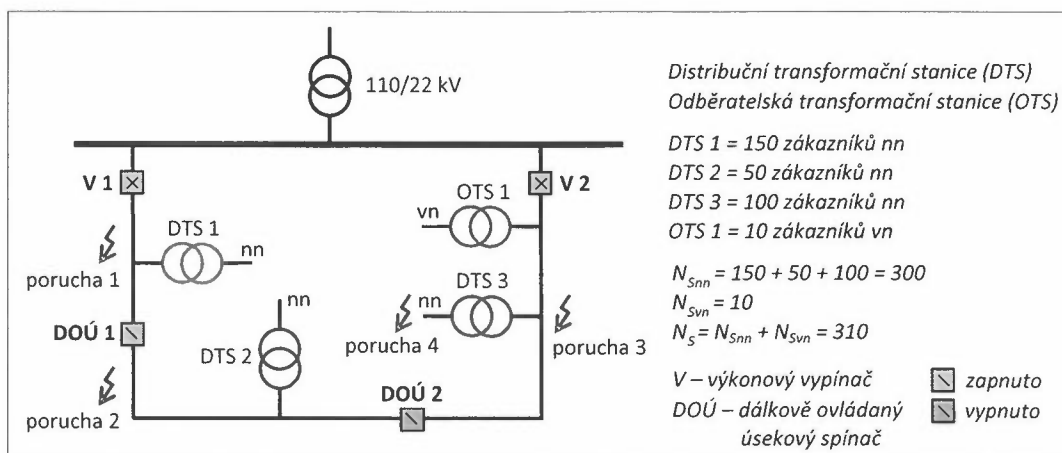 110/22 kV
V 1
DTS 1
nn
porucha 1
DOÚ 1
porucha 2
nn
DTS 2
DOÚ 2
OTS 1
vn
V 2
nn
DTS 3
porucha 4
porucha 3
Distribuční transformační stanice (DTS)
Odběratelská transformační stanice (OTS)
DTS 1 = 150 zákazníků nn
DTS 2 = 50 zákazníků nn
DTS 3 = 100 zákazníků nn
OTS 1 = 10 zákazníků vn
N_Snn = 150 + 50 + 100 = 300
N_Svn = 10
N_S = N_Snn + N_Svn = 310
V – výkonový vypínač
zapnuto
DOÚ – dálkově ovládaný
úsekový spínač
vypnuto